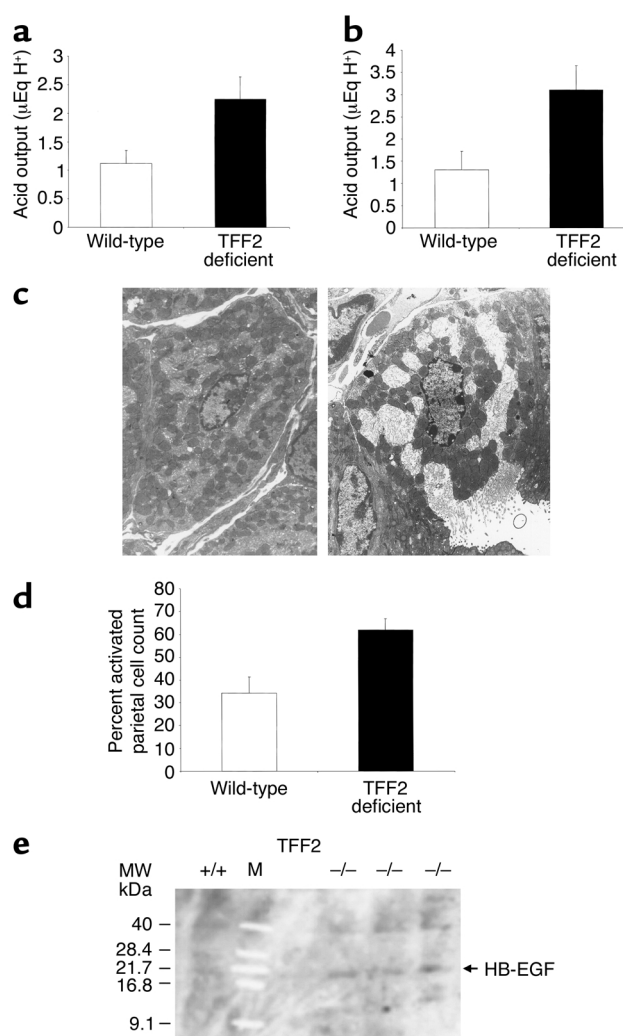 a
Acid output (µEq H+)
3
2.5
2
1.5
1
0.5
0
Wild-type
TFF2
deficient
b
Acid output (µEq H+)
4
3.5
3
2.5
2
1.5
1
0.5
0
Wild-type
TFF2
deficient
c
d
Percent activated
parietal cell count
80
70
60
50
40
30
20
10
0
Wild-type
TFF2
deficient
e
TFF2
MW
kDa
+/+ M –/– –/– –/–
40
28.4
21.7
16.8
9.1
HB-EGF